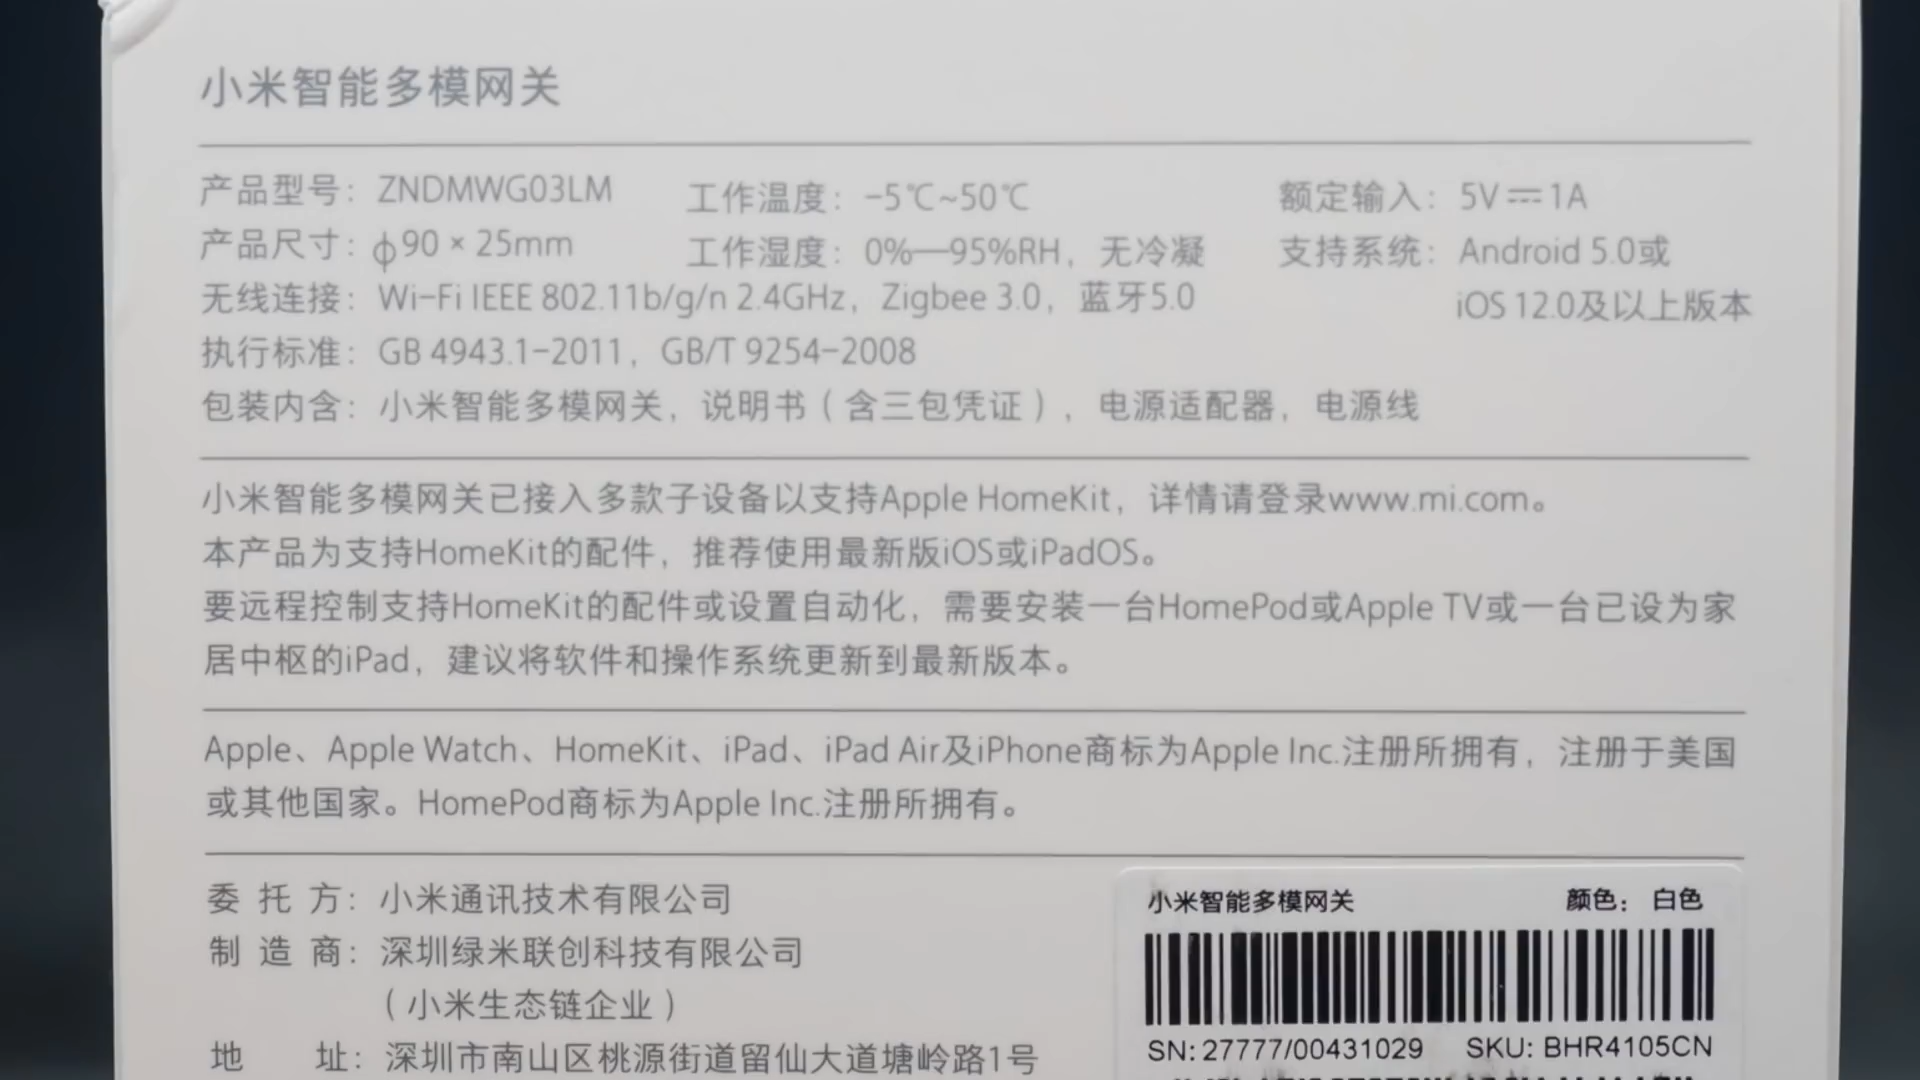 小米智能多模网关
产品型号：ZNDMWG03LM 工作温度：-5℃~50℃ 额定输入：5V⎓1A
产品尺寸：ф90 × 25mm 工作湿度：0%—95%RH，无冷凝 支持系统：Android 5.0或
无线连接：Wi-Fi IEEE 802.11b/g/n 2.4GHz，Zigbee 3.0，蓝牙5.0 iOS 12.0及以上版本
执行标准：GB 4943.1-2011，GB/T 9254-2008
包装内含：小米智能多模网关，说明书（含三包凭证），电源适配器，电源线
小米智能多模网关已接入多款子设备以支持Apple HomeKit，详情请登录www.mi.com。
本产品为支持HomeKit的配件，推荐使用最新版iOS或iPadOS。
要远程控制支持HomeKit的配件或设置自动化，需要安装一台HomePod或Apple TV或一台已设为家
居中枢的iPad，建议将软件和操作系统更新到最新版本。
Apple、Apple Watch、HomeKit、iPad、iPad Air及iPhone商标为Apple Inc.注册所拥有，注册于美国
或其他国家。HomePod商标为Apple Inc.注册所拥有。
委托方：小米通讯技术有限公司
制造商：深圳绿米联创科技有限公司
（小米生态链企业）
地址：深圳市南山区桃源街道留仙大道塘岭路1号
小米智能多模网关 颜色：白色
SN: 27777/00431029 SKU: BHR4105CN